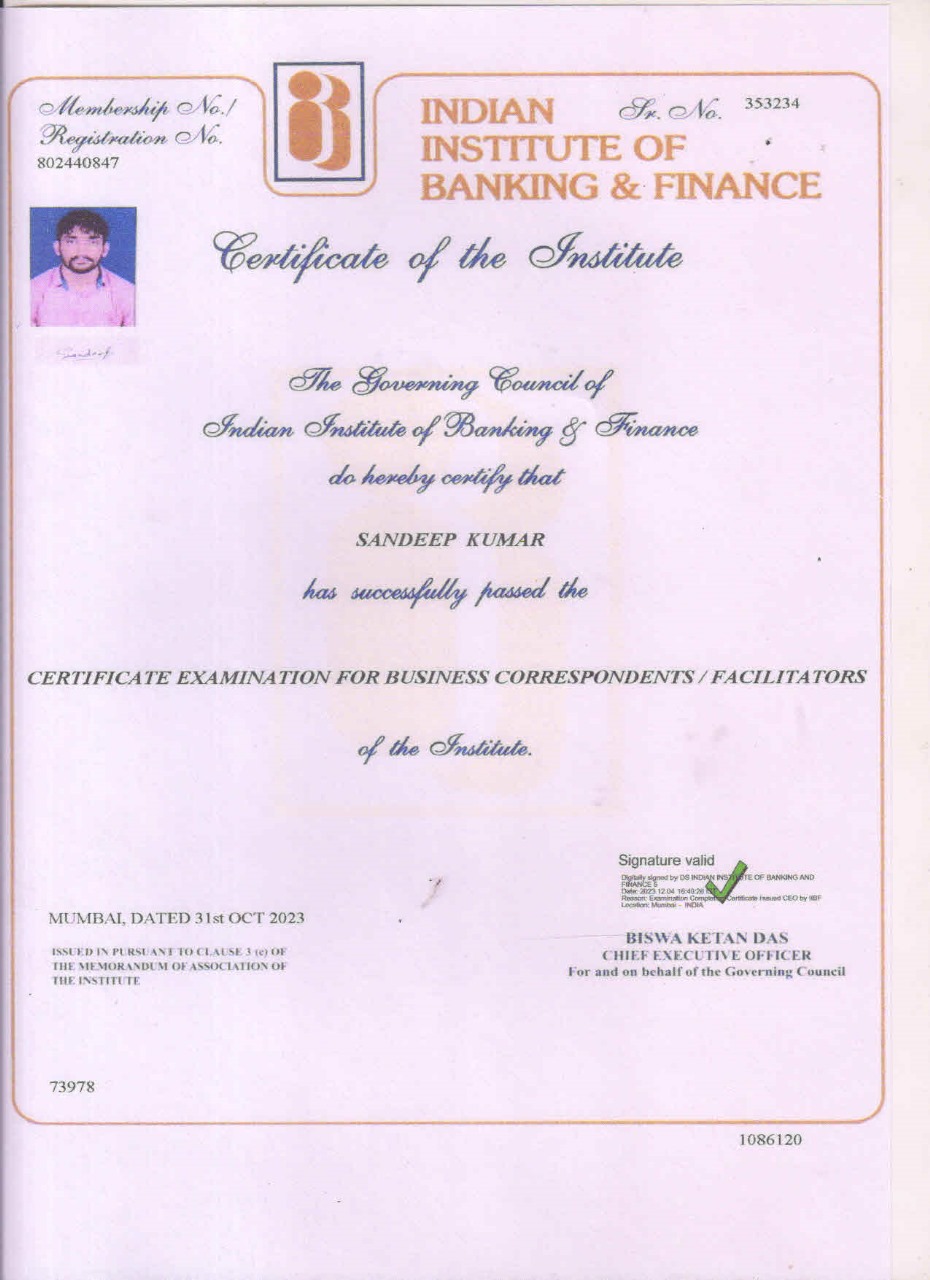 Membership No./
Registration No.
802440847
INDIAN
INSTITUTE OF
BANKING & FINANCE
Sr. No. 353234
Certificate of the Institute
Sandeep
The Governing Council of
Indian Institute of Banking & Finance
do hereby certify that
SANDEEP KUMAR
has successfully passed the
CERTIFICATE EXAMINATION FOR BUSINESS CORRESPONDENTS / FACILITATORS
of the Institute.
Signature valid
Digitally signed by DS INDIAN INSTITUTE OF BANKING AND
FINANCE 5
Date: 2023.12.04 16:40:26
Reason: Examination Completion Certificate Issued CEO by IIBF
Location: Mumbai - INDIA
MUMBAI, DATED 31st OCT 2023
ISSUED IN PURSUANT TO CLAUSE 3 (e) OF
THE MEMORANDUM OF ASSOCIATION OF
THE INSTITUTE
BISWA KETAN DAS
CHIEF EXECUTIVE OFFICER
For and on behalf of the Governing Council
73978
1086120